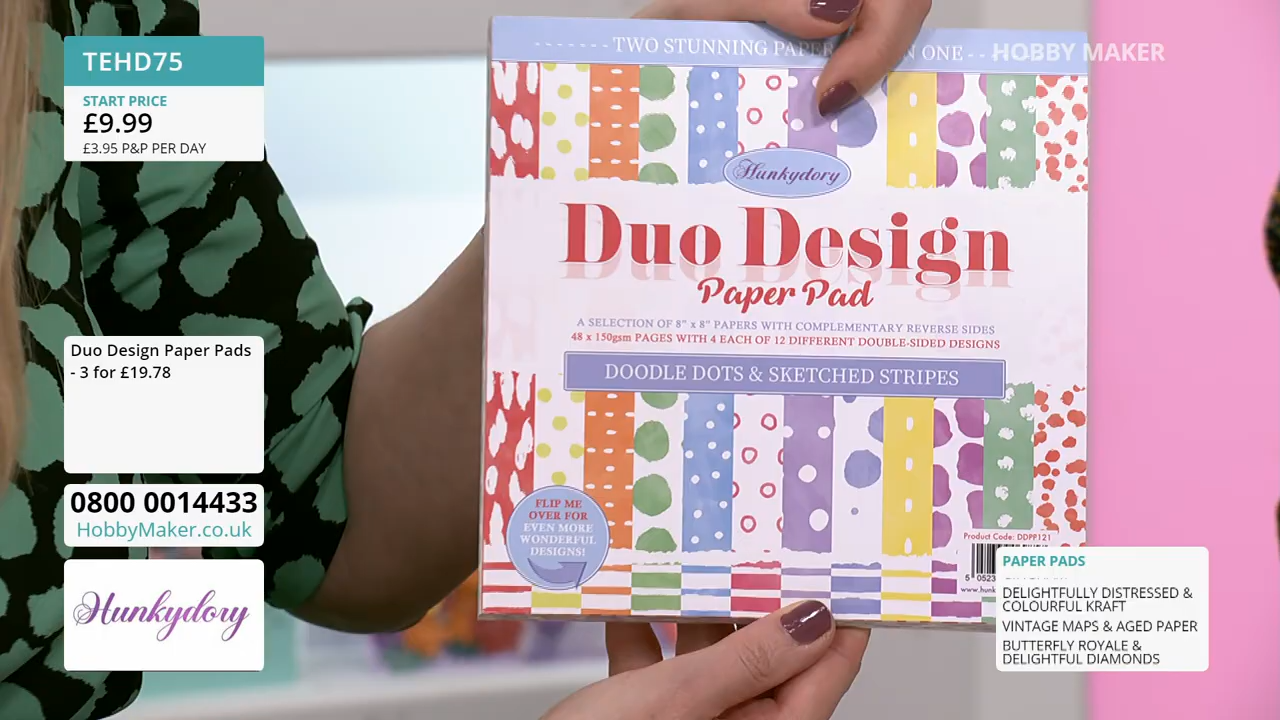 TEHD75
START PRICE
£9.99
£3.95 P&P PER DAY
Duo Design Paper Pads
- 3 for £19.78
0800 0014433
HobbyMaker.co.uk
Hunkydory
HOBBY MAKER
TWO STUNNING PAPER ONE
Hunkydory
Duo Design
Paper Pad
A SELECTION OF 8" x 8" PAPERS WITH COMPLEMENTARY REVERSE SIDES
48 x 150gsm PAGES WITH 4 EACH OF 12 DIFFERENT DOUBLE-SIDED DESIGNS
DOODLE DOTS & SKETCHED STRIPES
FLIP ME
OVER FOR
EVEN MORE
WONDERFUL
DESIGNS!
Product Code: DDPP121
PAPER PADS
DELIGHTFULLY DISTRESSED &
COLOURFUL KRAFT
VINTAGE MAPS & AGED PAPER
BUTTERFLY ROYALE &
DELIGHTFUL DIAMONDS